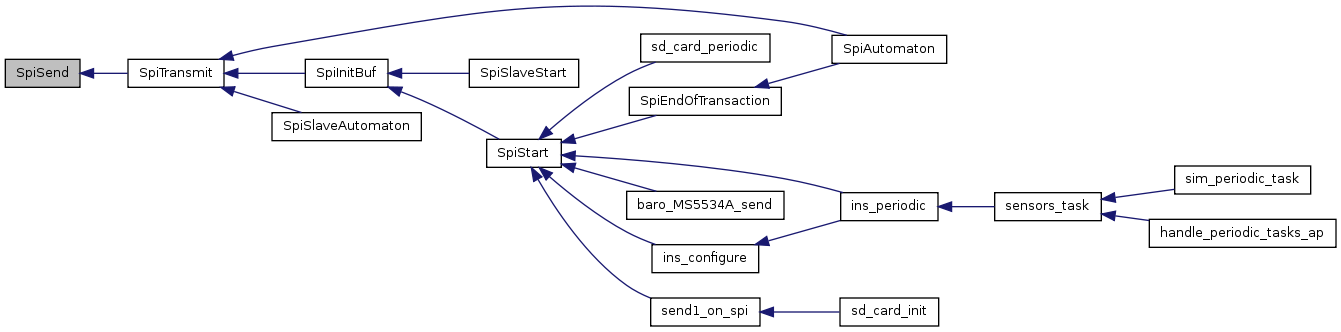 SpiSend
SpiTransmit
SpiInitBuf
SpiSlaveStart
SpiSlaveAutomaton
sd_card_periodic
SpiAutomaton
SpiEndOfTransaction
SpiStart
baro_MS5534A_send
ins_periodic
sensors_task
sim_periodic_task
handle_periodic_tasks_ap
ins_configure
send1_on_spi
sd_card_init